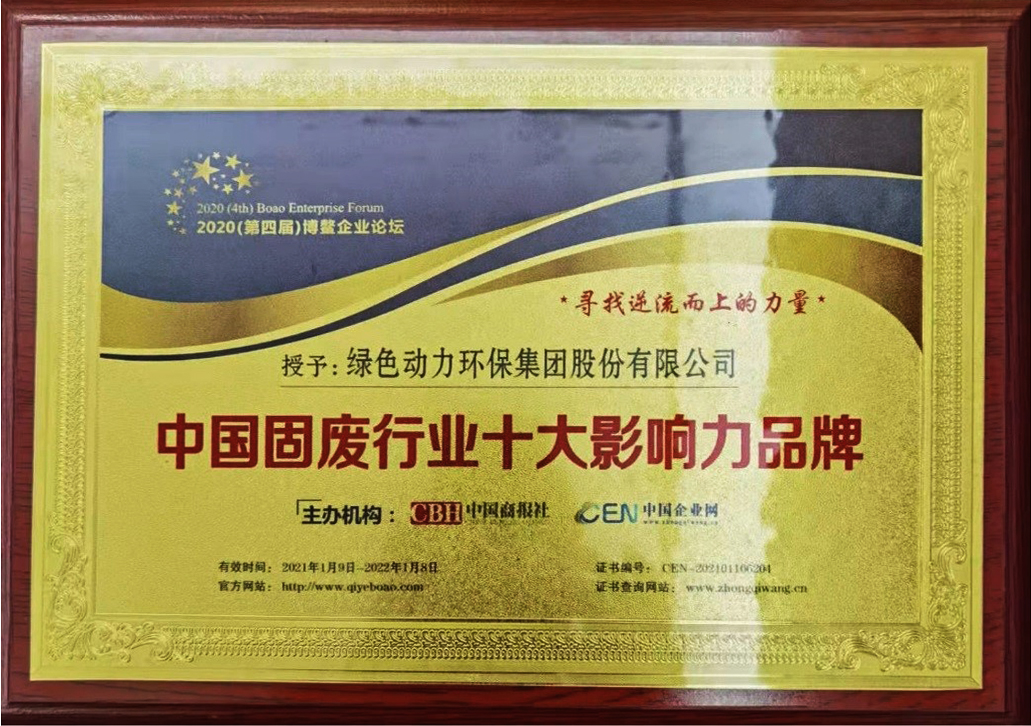 2020 (4th) Boao Enterprise Forum
2020(第四届)博鳌企业论坛
★寻找逆流而上的力量★
授予:绿色动力环保集团股份有限公司
中国固废行业十大影响力品牌
「主办机构: CBH 中国商报社 CEN 中国企业网
有效时间: 2021年1月9日-2022年1月8日
官方网站: http://www.qiyeboao.com
证书编号: CEN-202101106204
证书查询网站: www.zhongqiwang.cn